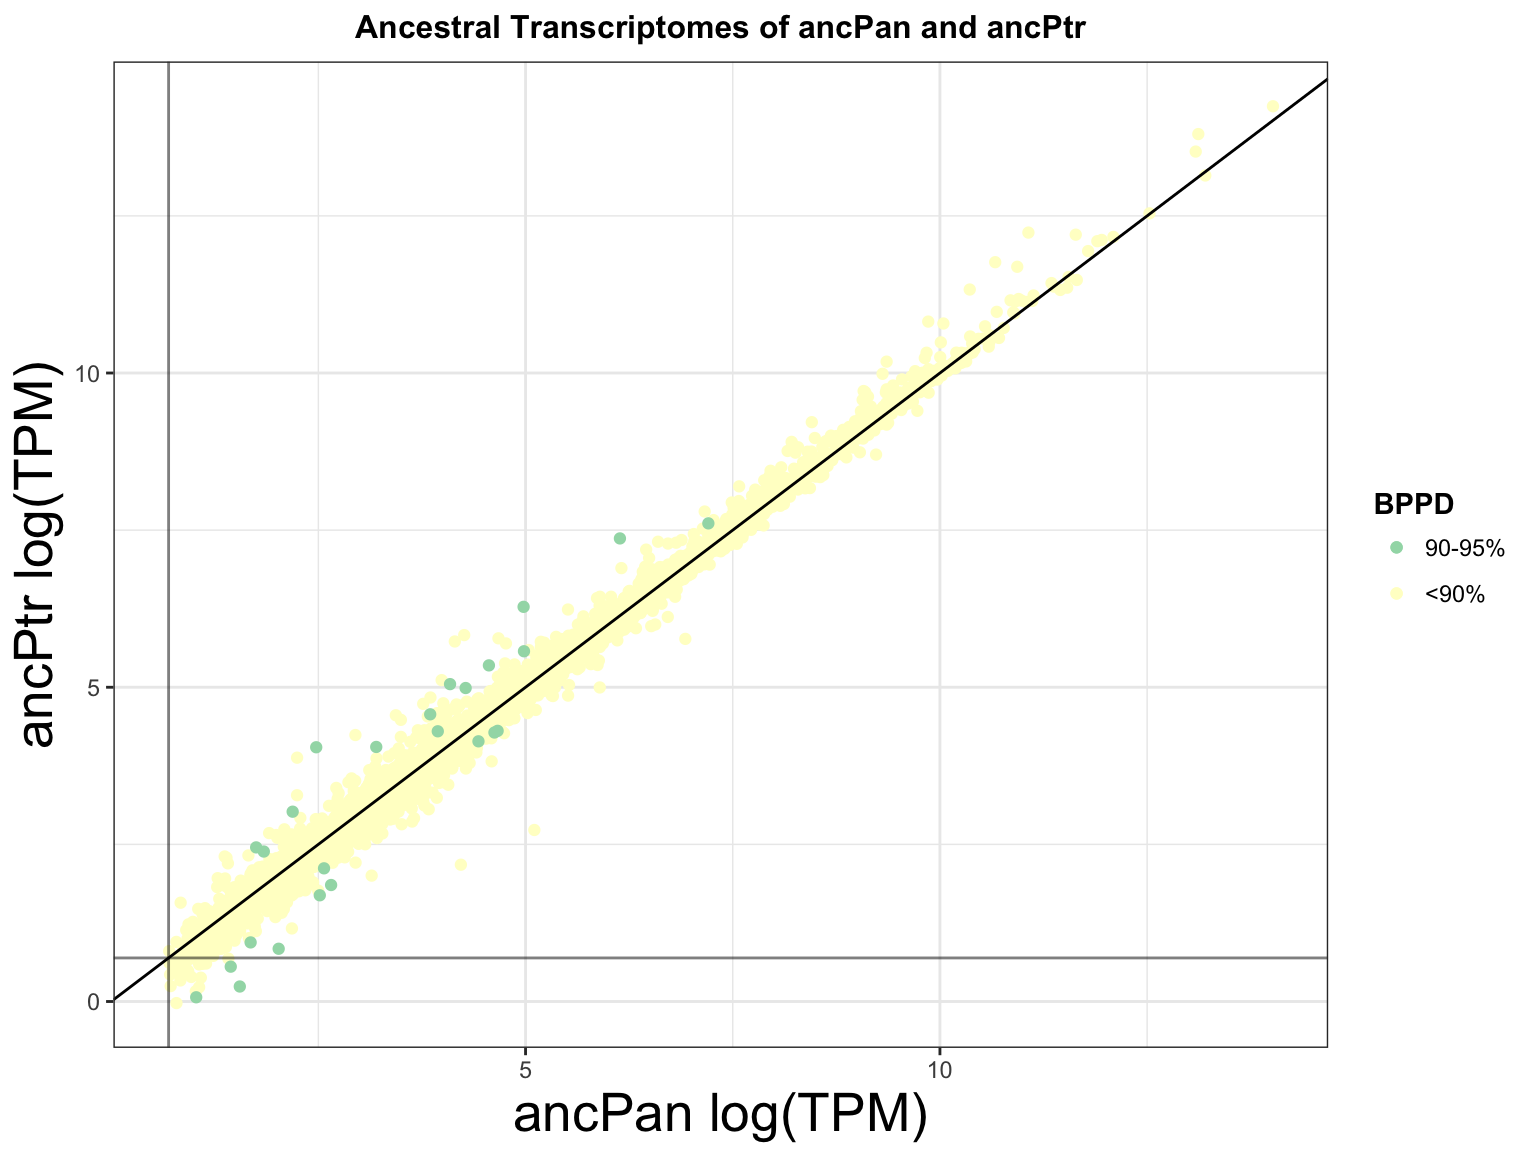 Ancestral Transcriptomes of ancPan and ancPtr
ancPtr log(TPM)
10
5
0
5
10
ancPan log(TPM)
BPPD
90-95%
<90%